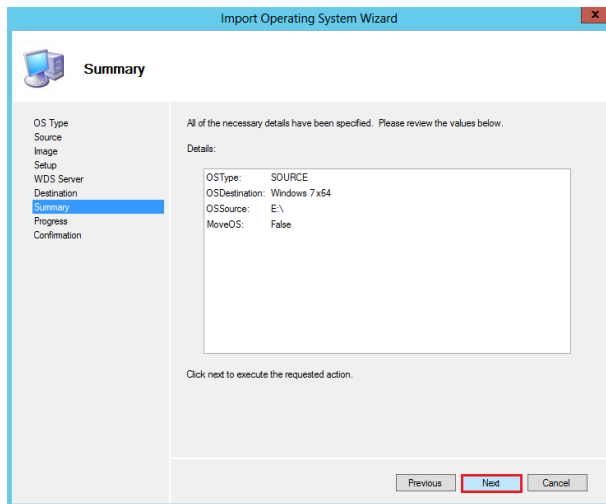 Import Operating System Wizard
x
Summary
OS Type
Source
Image
Setup
WDS Server
Destination
Summary
Progress
Confirmation
All of the necessary details have been specified. Please review the values below.
Details:
OSType: SOURCE
OSDestination: Windows 7 x64
OSSource: E:\
MoveOS: False
Click next to execute the requested action.
Previous Next Cancel